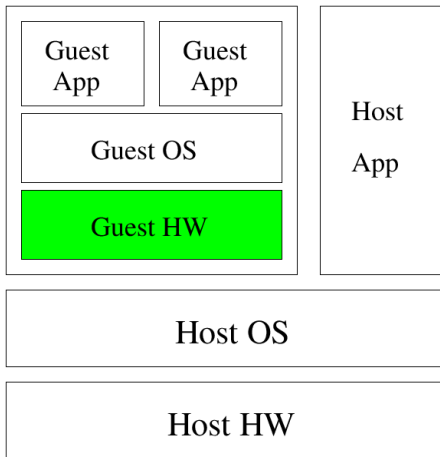 Guest
App
Guest
App
Host
App
Guest OS
Guest HW
Host OS
Host HW